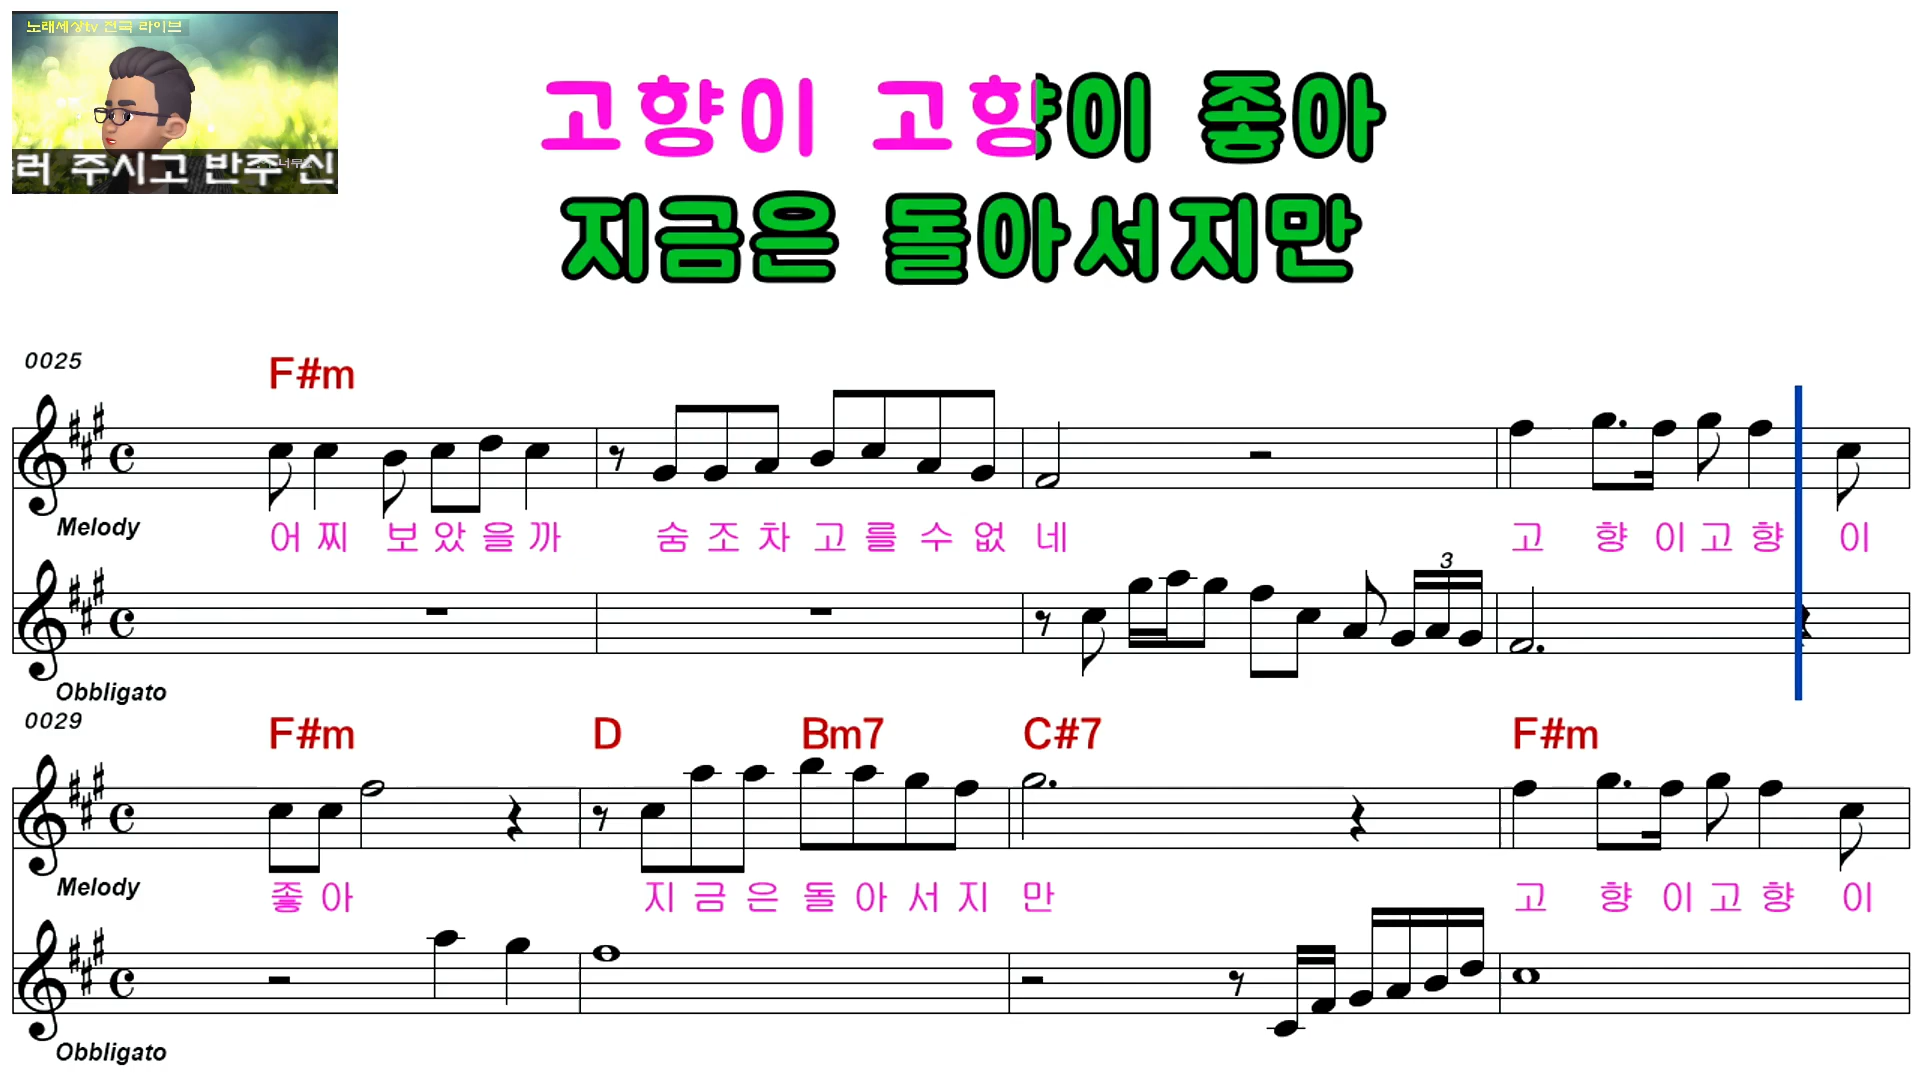 노래세상tv 전국 라이브
러 주시고 반주 신
고향이 고향이 좋아
지금은 돌아서지만
0025
F#m
Melody
어찌 보았을까 숨조차고를수없네 고향이고향이
3
Obbligato
0029
F#m D Bm7 C#7 F#m
Melody
좋아 지금은돌아서지만 고향이고향이
Obbligato